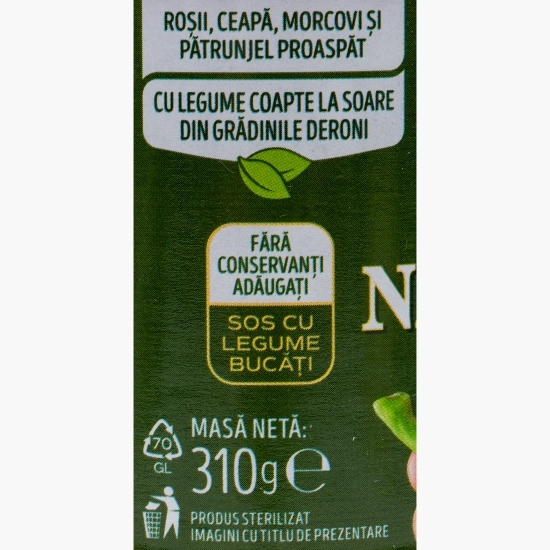 ROȘII, CEAPĂ, MORCOVI ȘI
PĂTRUNJEL PROASPĂT
CU LEGUME COAPTE LA SOARE
DIN GRĂDINILE DERONI
FĂRĂ
CONSERVANȚI
ADĂUGAȚI
SOS CU
LEGUME
BUCĂȚI
MASĂ NETĂ:
310g℮
70
GL
PRODUS STERILIZAT
IMAGINI CU TITLU DE PREZENTARE